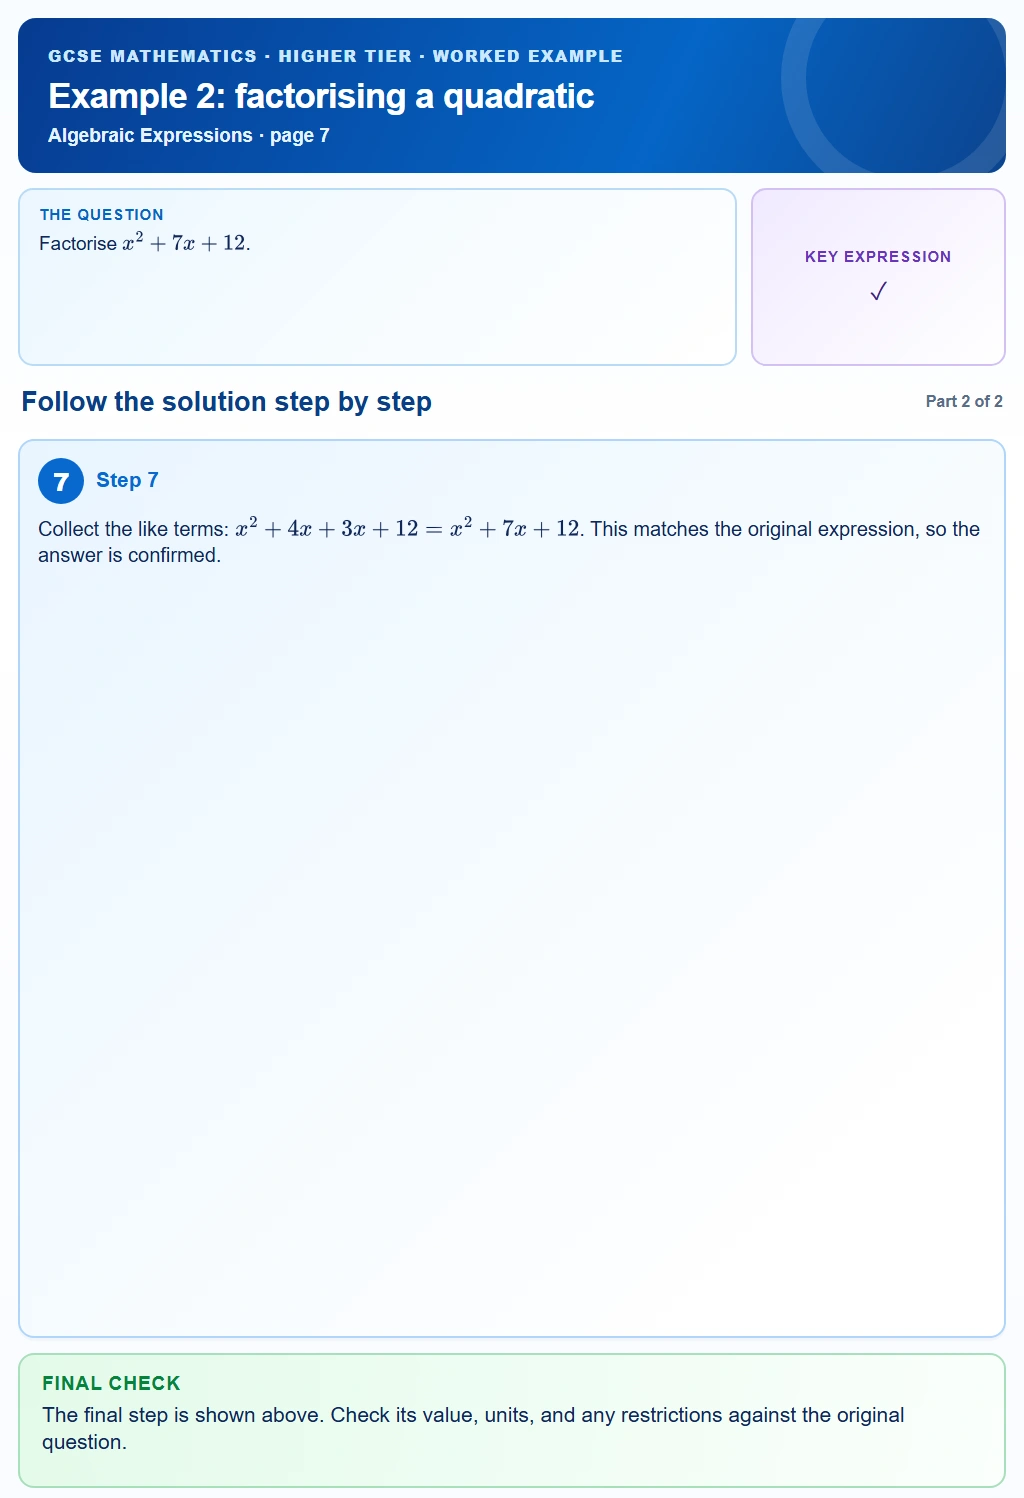 GCSE MATHEMATICS · HIGHER TIER · WORKED EXAMPLE
Example 2: factorising a quadratic
Algebraic Expressions · page 7
THE QUESTION
Factorise x² + 7x + 12.
KEY EXPRESSION
✓
Follow the solution step by step
Part 2 of 2
7 Step 7
Collect the like terms: x² + 4x + 3x + 12 = x² + 7x + 12. This matches the original expression, so the
answer is confirmed.
FINAL CHECK
The final step is shown above. Check its value, units, and any restrictions against the original
question.